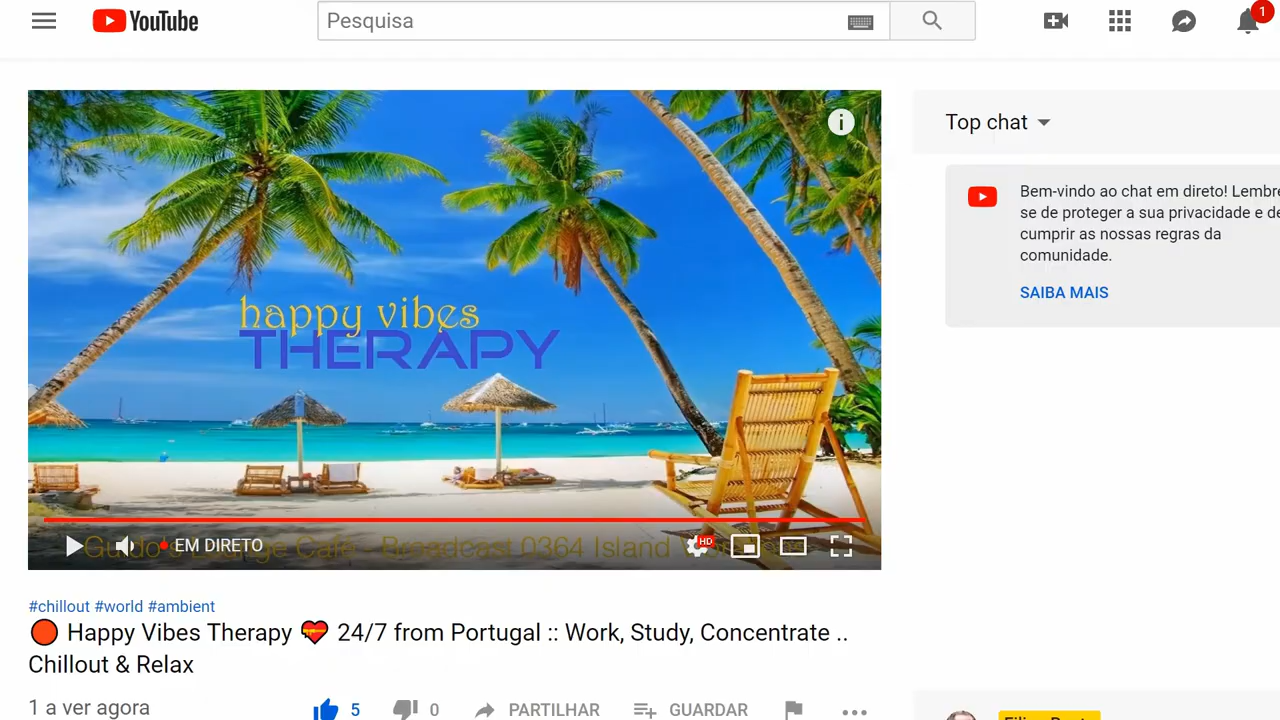 YouTube
Pesquisa
1
Top chat
Bem-vindo ao chat em direto! Lembre
se de proteger a sua privacidade e de
cumprir as nossas regras da
comunidade.
SAIBA MAIS
happy vibes
THERAPY
EM DIRETO
HD
Guido's Lounge Cafe - Broadcast 0364 Island
#chillout #world #ambient
Happy Vibes Therapy 24/7 from Portugal :: Work, Study, Concentrate ..
Chillout & Relax
1 a ver agora
5
0
PARTILHAR
GUARDAR